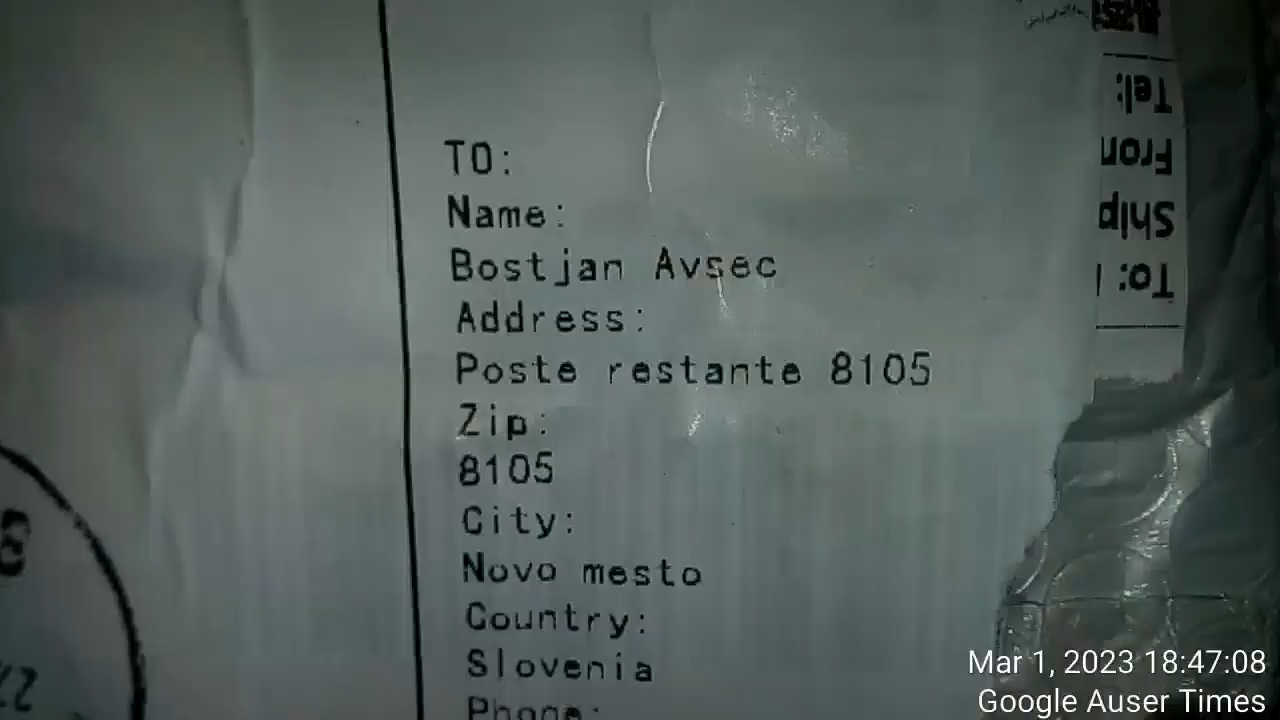 TO:
Name:
Bostjan Avsec
Address:
Poste restante 8105
Zip:
8105
City:
Novo mesto
Country:
Slovenia
Phone:
To:
Ship
From
Tel:
Mar 1, 2023 18:47:08
Google Auser Times